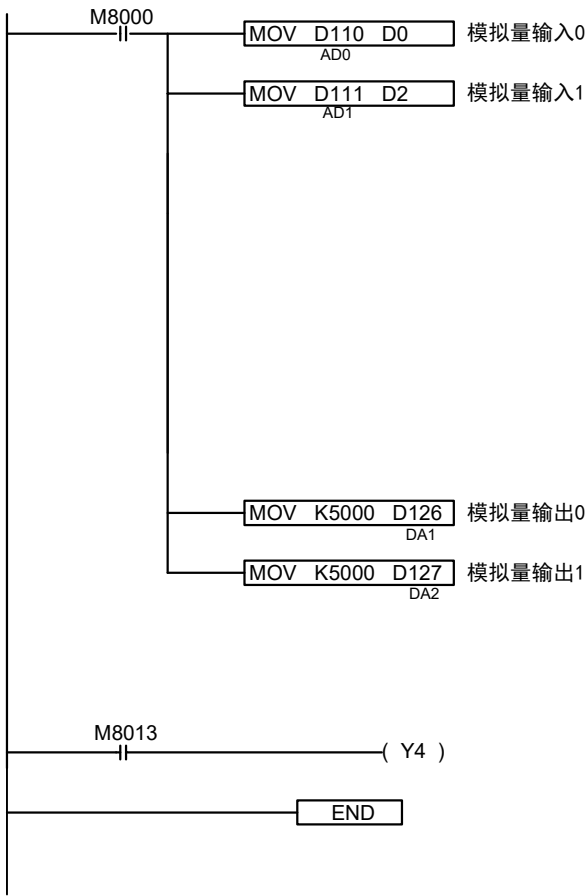 M8000
MOV D110 D0 模拟量输入0
AD0
MOV D111 D2 模拟量输入1
AD1
MOV K5000 D126 模拟量输出0
DA1
MOV K5000 D127 模拟量输出1
DA2
M8013
( Y4 )
END